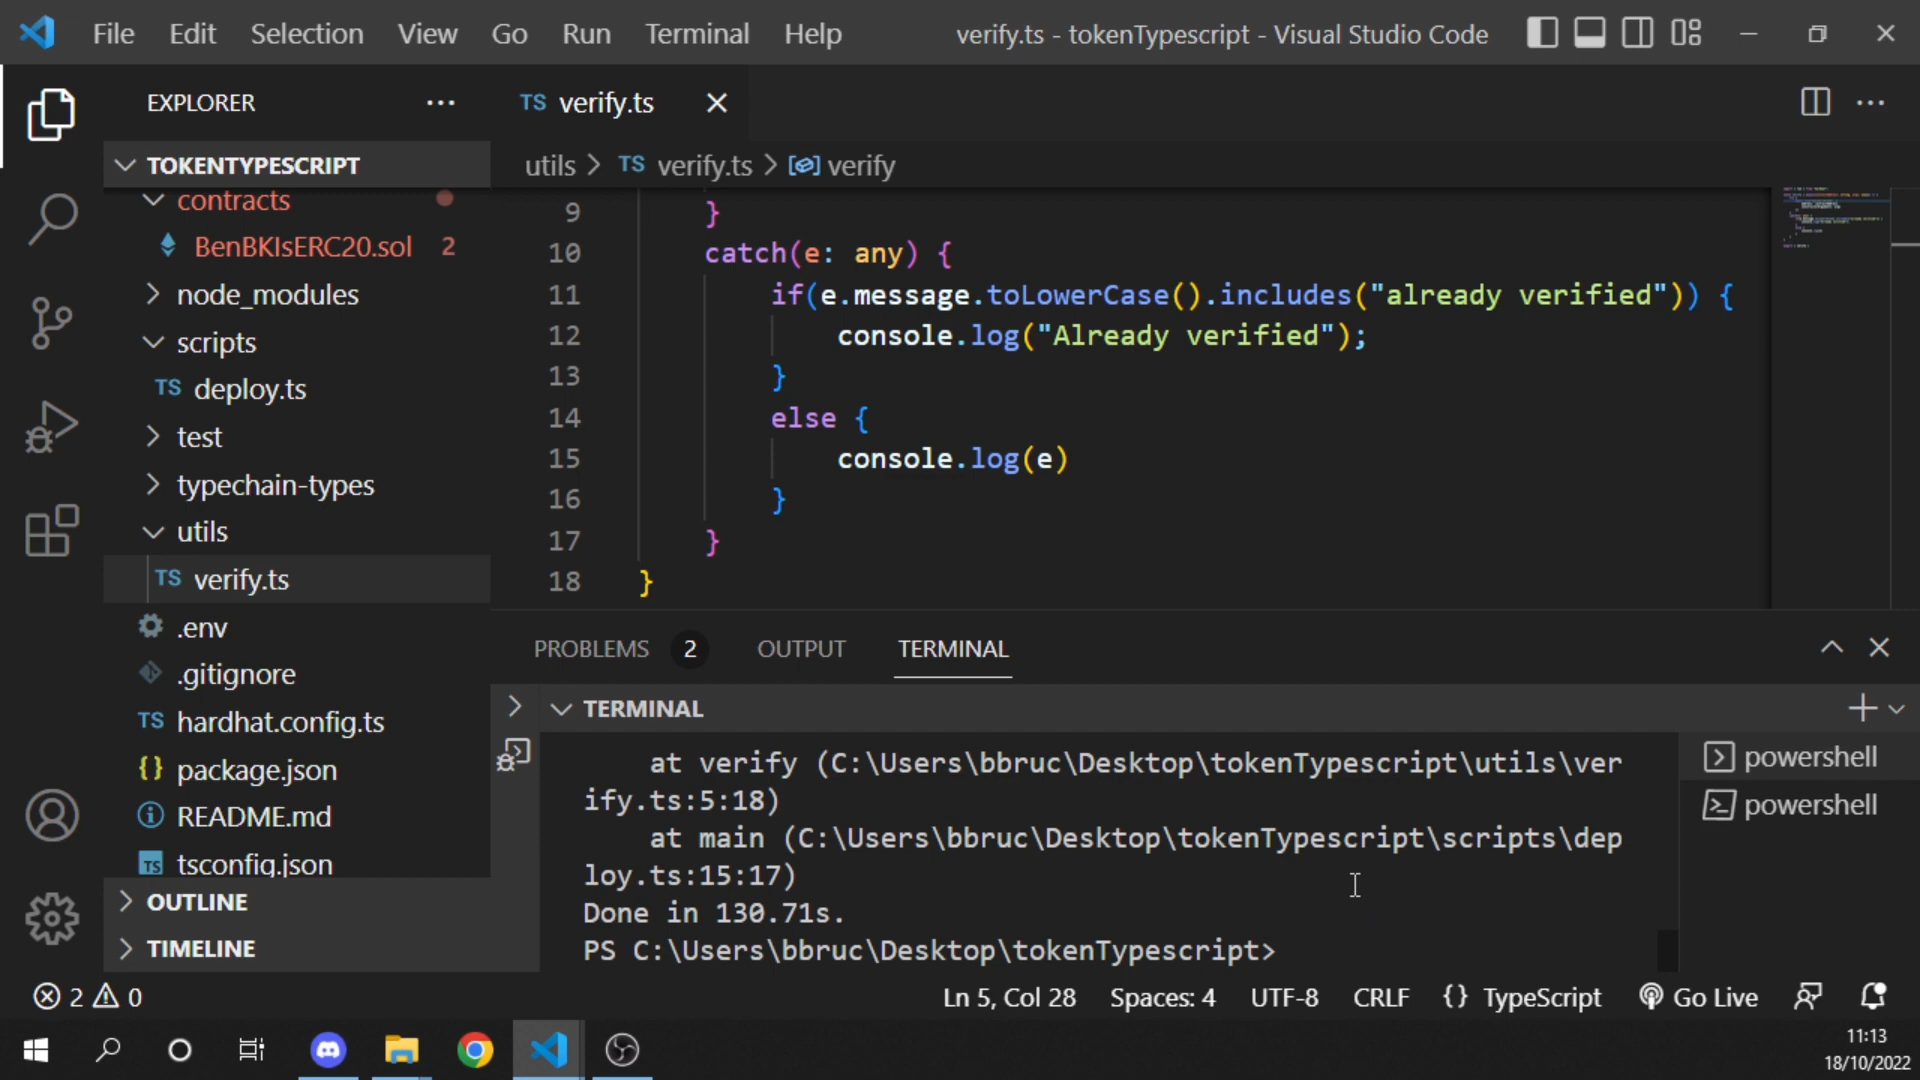 File Edit Selection View Go Run Terminal Help verify.ts - tokenTypescript - Visual Studio Code
EXPLORER
TS verify.ts
TOKENTYPESCRIPT
utils > TS verify.ts > verify
contracts
BenBKIsERC20.sol 2
node_modules
scripts
TS deploy.ts
test
typechain-types
utils
TS verify.ts
.env
.gitignore
TS hardhat.config.ts
{} package.json
README.md
TS tsconfig.json
OUTLINE
TIMELINE
9 }
10 catch(e: any) {
11 if(e.message.toLowerCase().includes("already verified")) {
12 console.log("Already verified");
13 }
14 else {
15 console.log(e)
16 }
17 }
18 }
PROBLEMS 2 OUTPUT TERMINAL
TERMINAL
at verify (C:\Users\bbruc\Desktop\tokenTypescript\utils\ver
ify.ts:5:18)
at main (C:\Users\bbruc\Desktop\tokenTypescript\scripts\dep
loy.ts:15:17)
Done in 130.71s.
PS C:\Users\bbruc\Desktop\tokenTypescript>
powershell
powershell
2 0 Ln 5, Col 28 Spaces: 4 UTF-8 CRLF {} TypeScript Go Live
11:13
18/10/2022